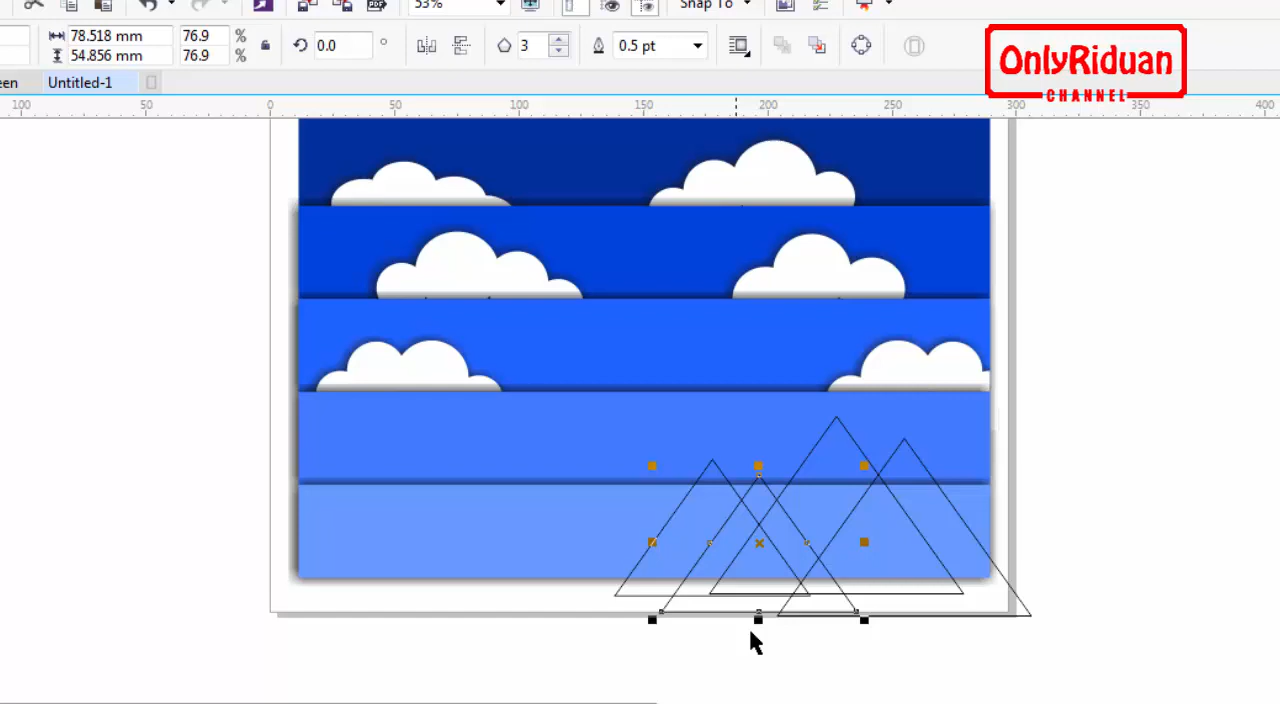 53%
Snap To
78.518 mm
76.9 %
54.856 mm
76.9 %
0.0 °
3
0.5 pt
een
Untitled-1
100 50 0 50 100 150 200 250 300 350 400
OnlyRiduan
CHANNEL